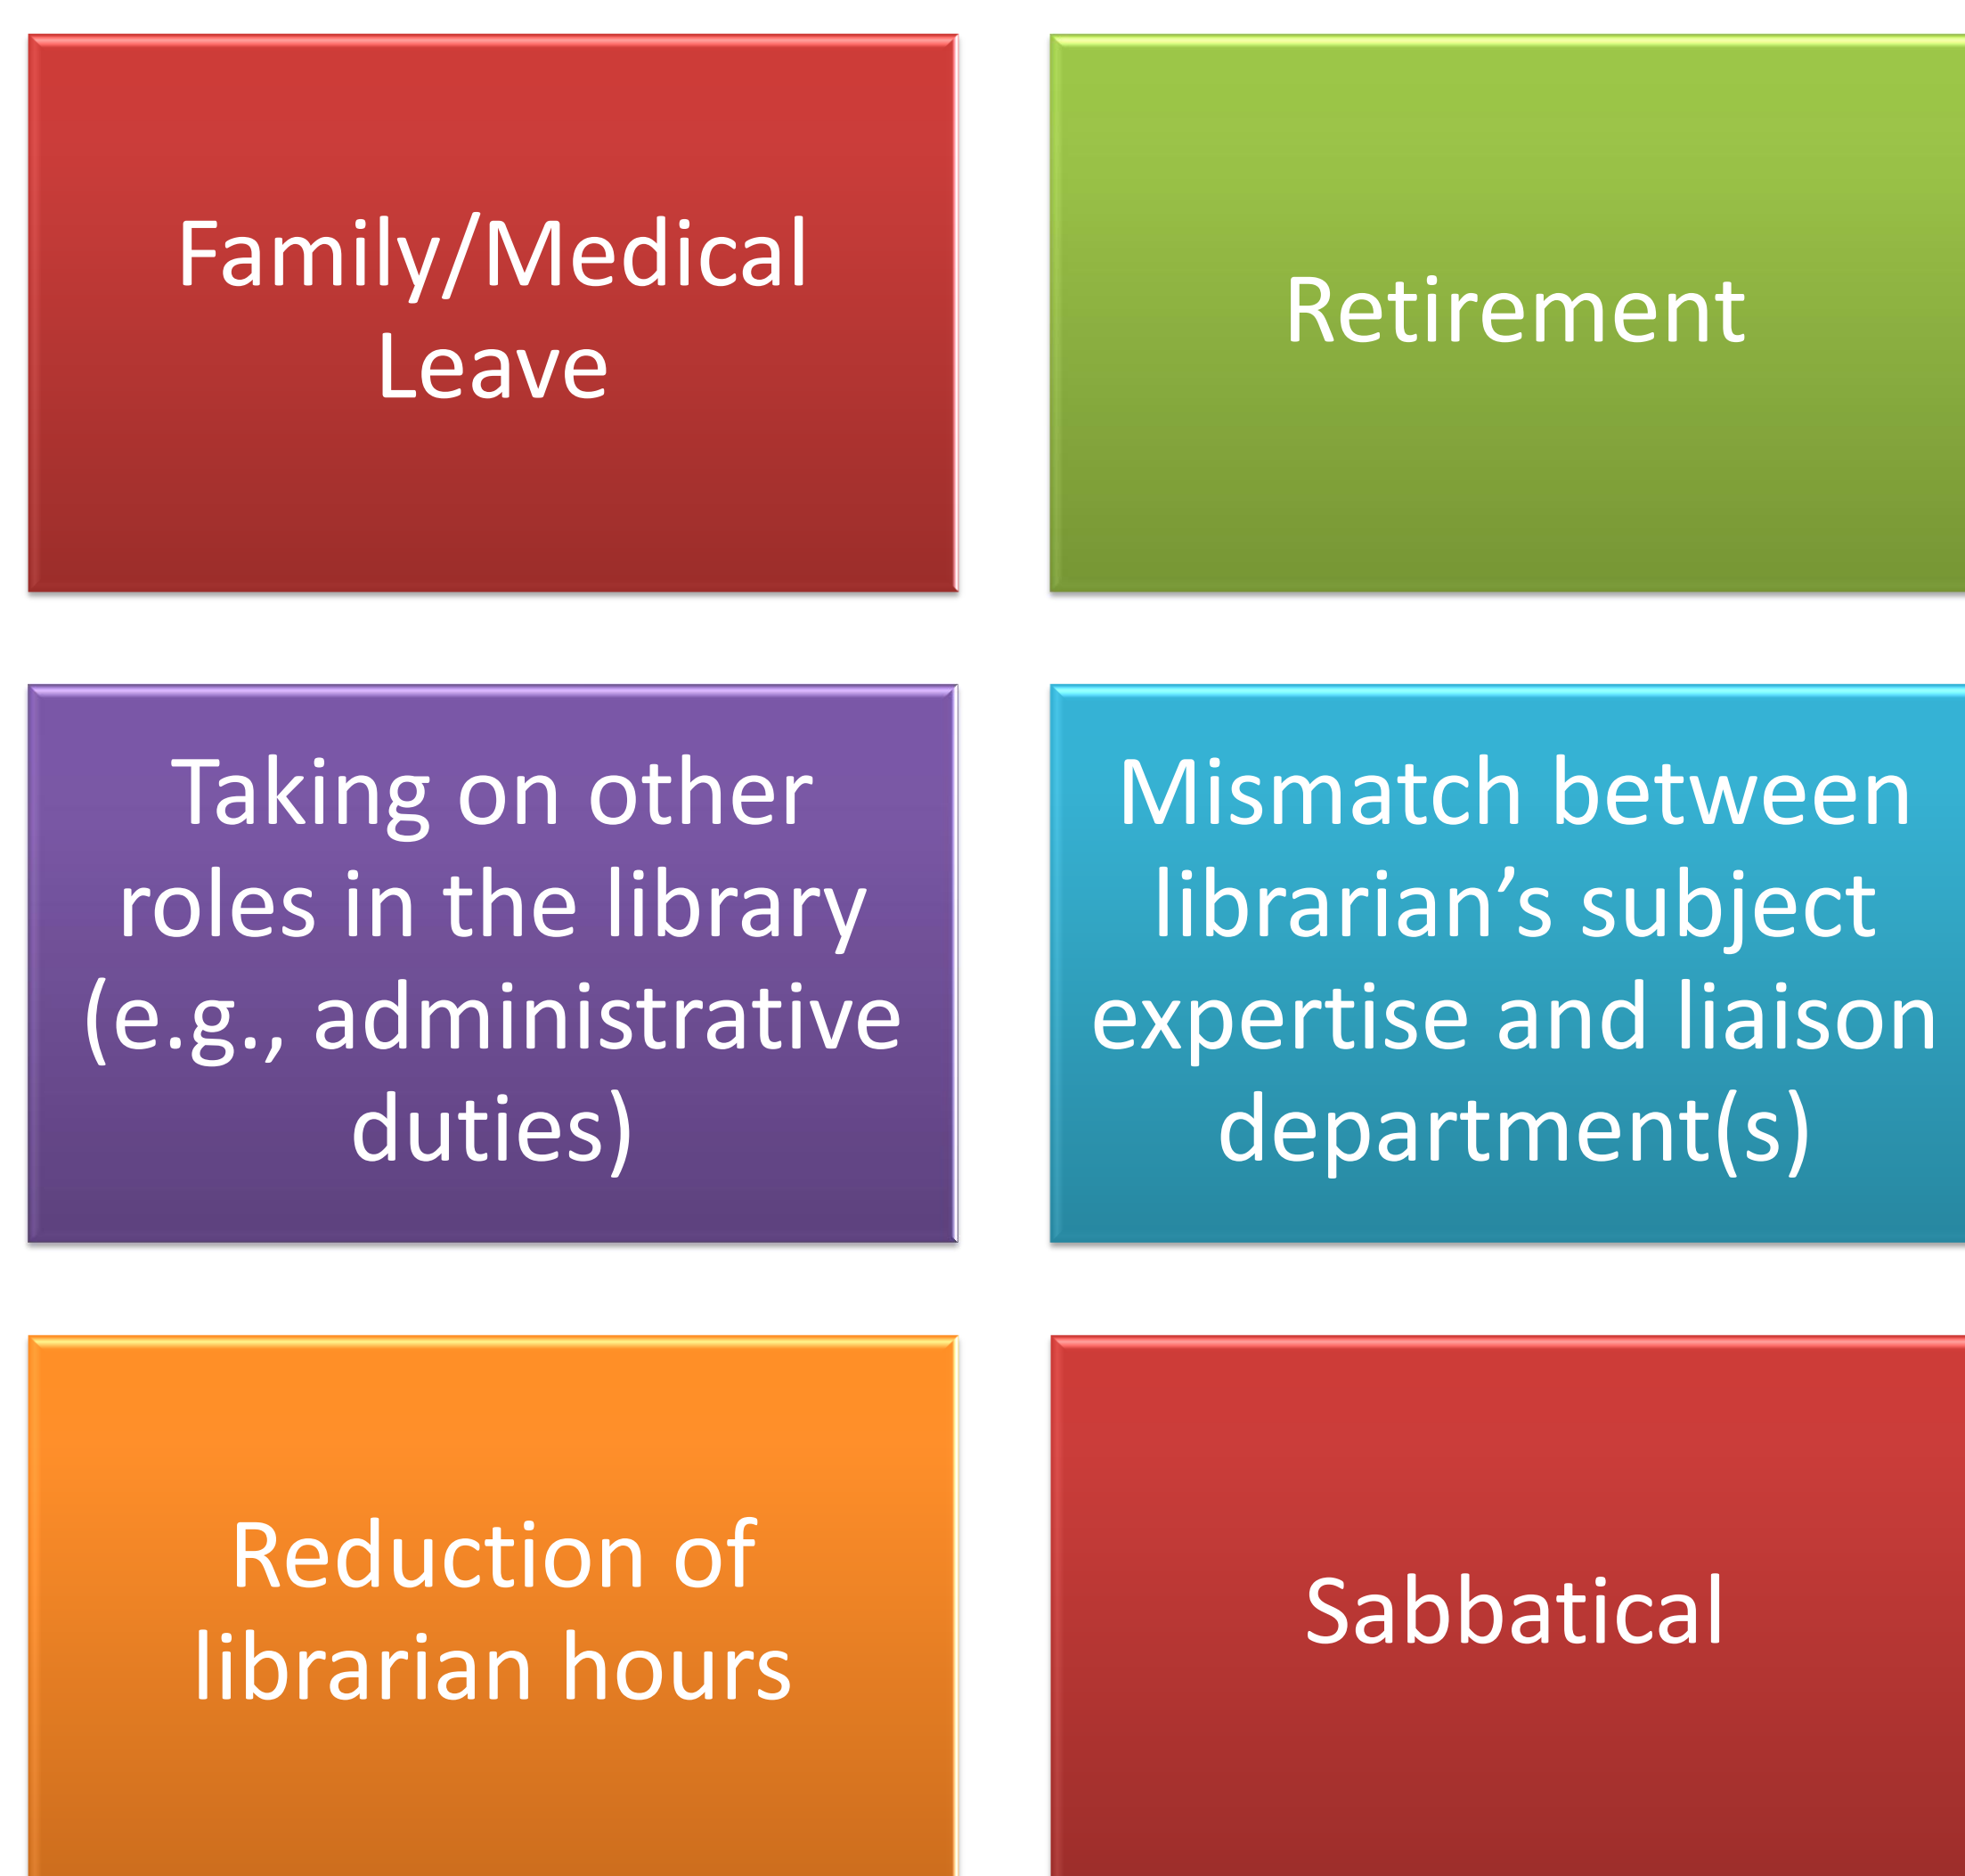 Family/Medical
Leave
Retirement
Taking on other
roles in the library
(e.g., administrative
duties)
Mismatch between
librarian’s subject
expertise and liaison
department(s)
Reduction of
librarian hours
Sabbatical